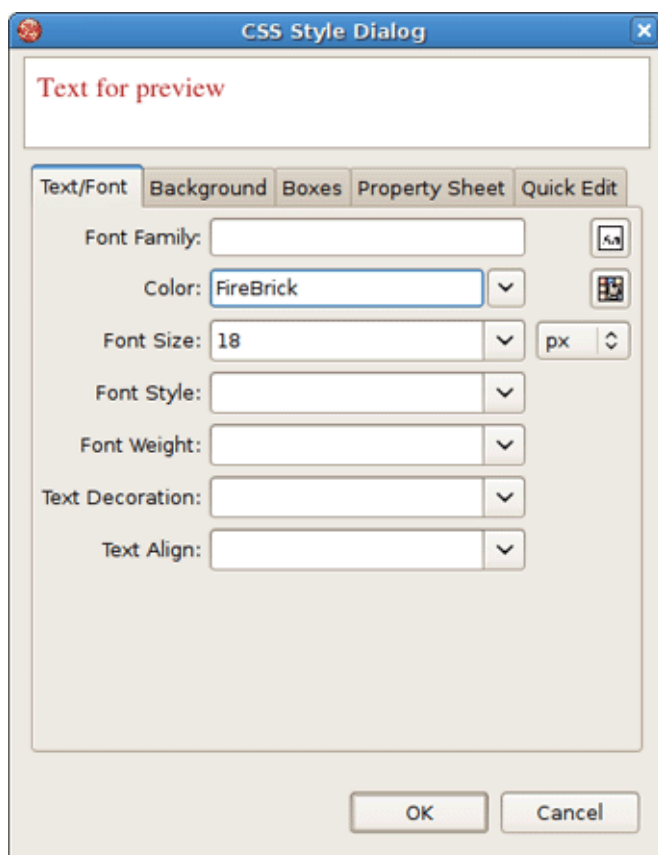 CSS Style Dialog
Text for preview
Text/Font Background Boxes Property Sheet Quick Edit
Font Family:
Color: FireBrick
Font Size: 18 px
Font Style:
Font Weight:
Text Decoration:
Text Align:
OK Cancel